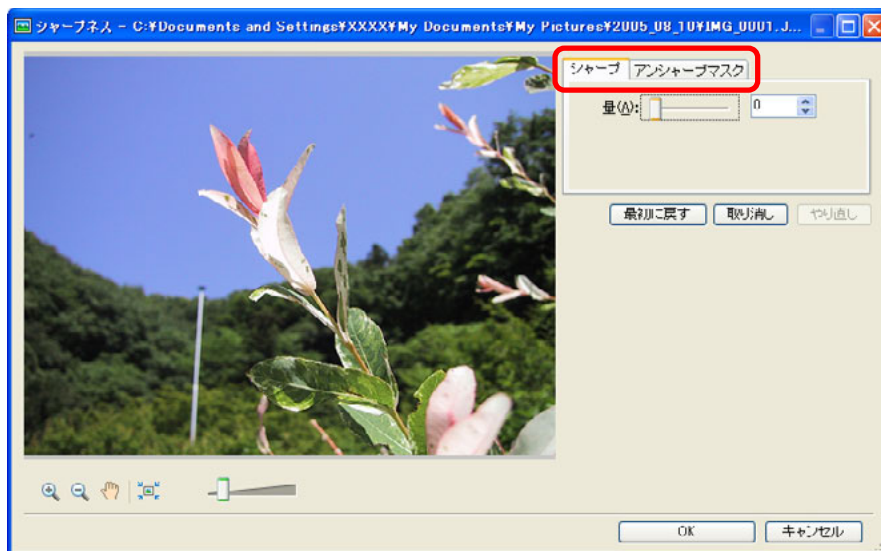 シャープネス - C:¥Documents and Settings¥XXXX¥My Documents¥My Pictures¥2005_08_10¥IMG_0001.J...
シャープ アンシャープマスク
量(A): 0
最初に戻す 取り消し やり直し
OK キャンセル